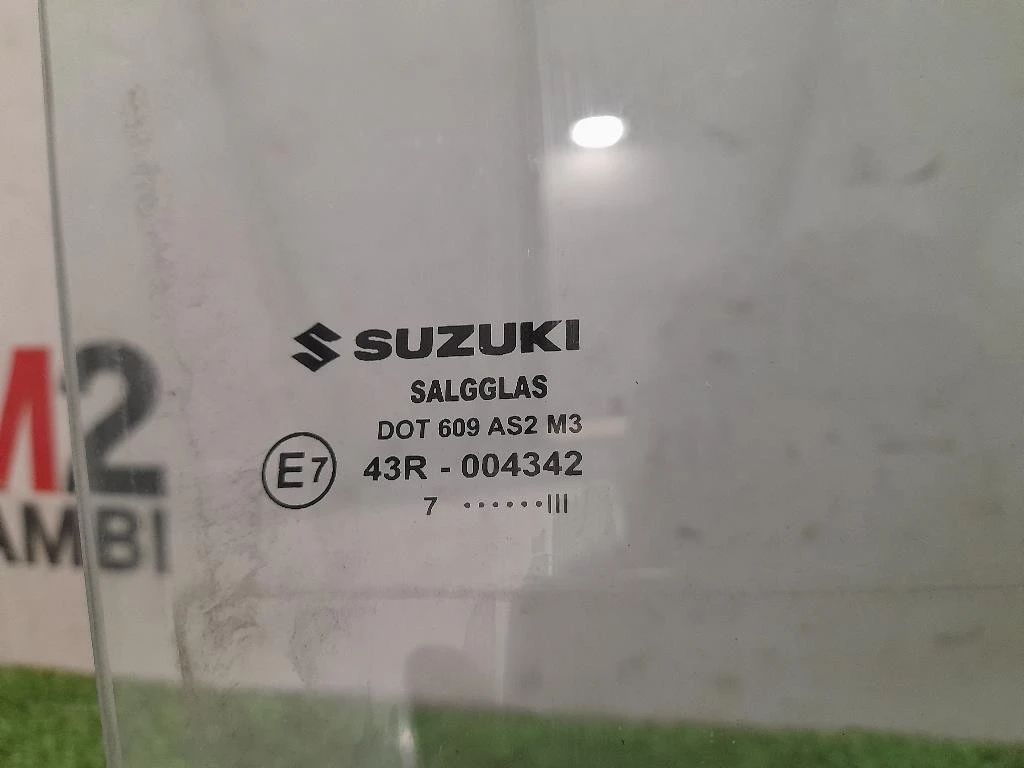 SUZUKI
SALGGLAS
DOT 609 AS2 M3
E7 43R - 004342
7 ······III
M2
AMBI